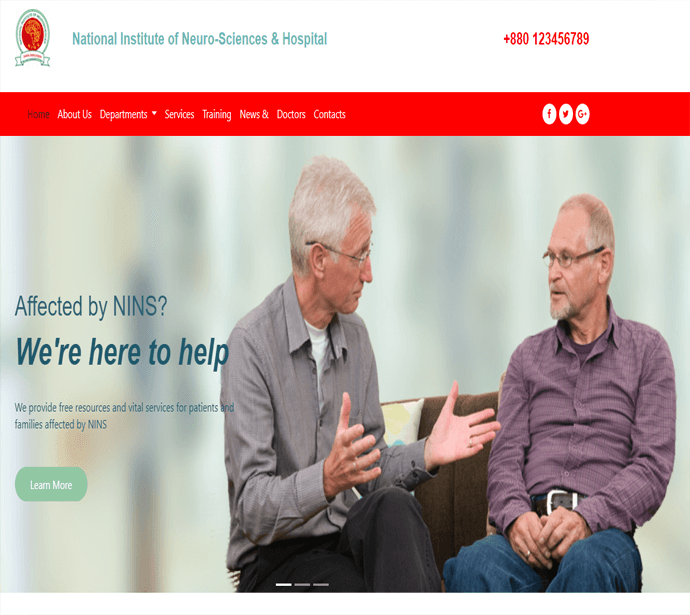 National Institute of Neuro-Sciences & Hospital
+880 123456789
Home About Us Departments Services Training News & Doctors Contacts
Affected by NINS?
We're here to help
We provide free resources and vital services for patients and
families affected by NINS
Learn More